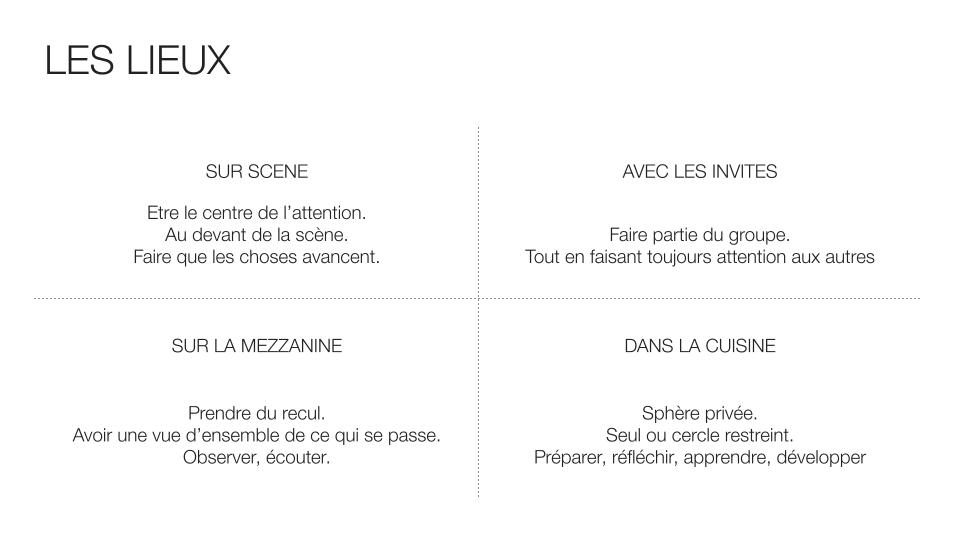 LES LIEUX
SUR SCENE
Etre le centre de l’attention.
Au devant de la scène.
Faire que les choses avancent.
AVEC LES INVITES
Faire partie du groupe.
Tout en faisant toujours attention aux autres
SUR LA MEZZANINE
Prendre du recul.
Avoir une vue d’ensemble de ce qui se passe.
Observer, écouter.
DANS LA CUISINE
Sphère privée.
Seul ou cercle restreint.
Préparer, réfléchir, apprendre, développer